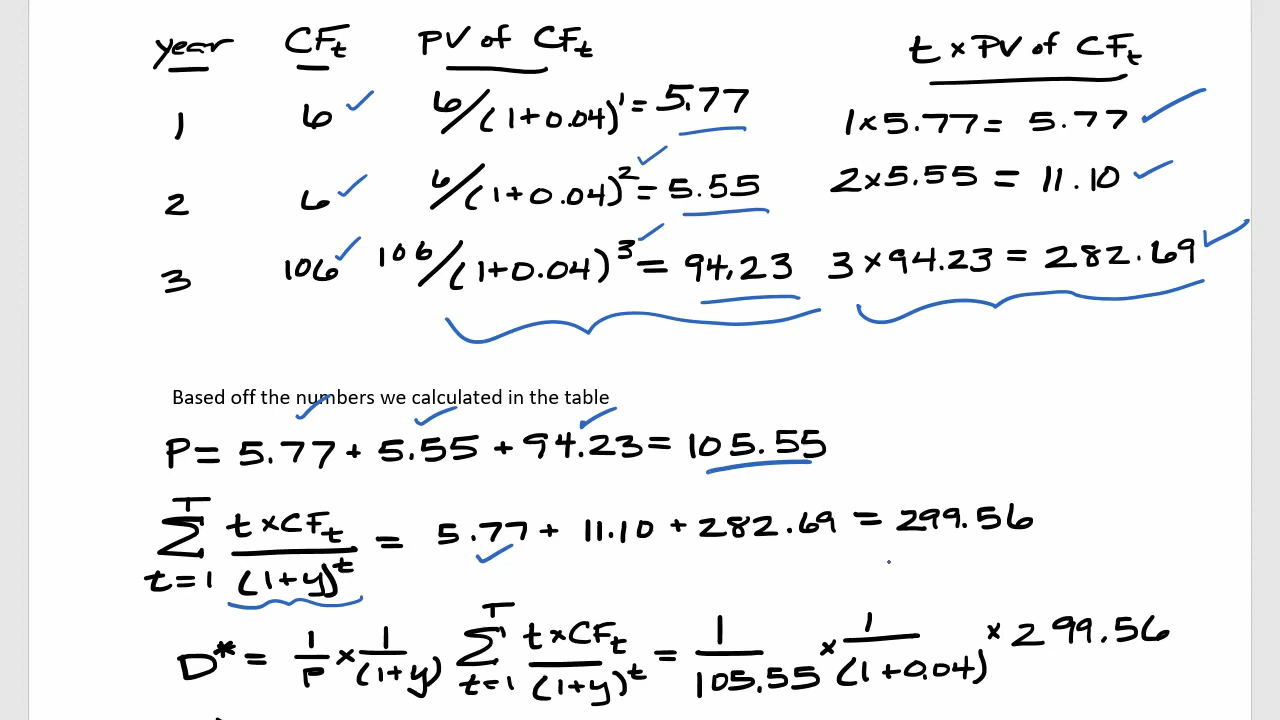 year CFₜ PV of CFₜ t × PV of CFₜ
1 6 6/(1+0.04)¹ = 5.77 1×5.77 = 5.77
2 6 6/(1+0.04)² = 5.55 2×5.55 = 11.10
3 106 106/(1+0.04)³ = 94.23 3×94.23 = 282.69
Based off the numbers we calculated in the table
P = 5.77 + 5.55 + 94.23 = 105.55
T
∑ t×CFₜ / (1+y)ᵗ = 5.77 + 11.10 + 282.69 = 299.56
t=1
T
D* = 1/P × 1/(1+y) ∑ t×CFₜ / (1+y)ᵗ = 1/105.55 × 1/(1+0.04) × 299.56
t=1